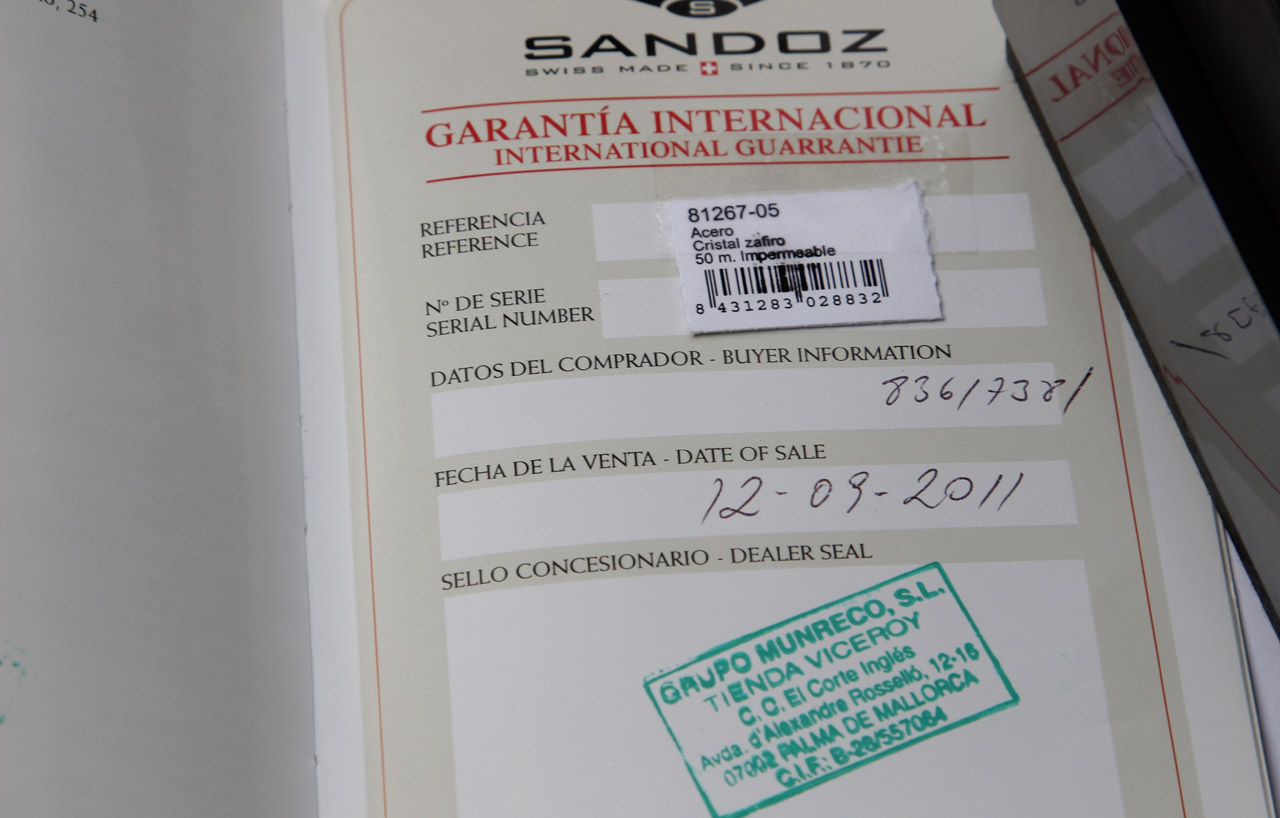 , 254
S
SANDOZ
SWISS MADE SINCE 1870
GARANTÍA INTERNACIONAL
INTERNATIONAL GUARRANTIE
REFERENCIA
REFERENCE
81267-05
Acero
Cristal zafiro
50 m. Impermeable
8 431283 028832
Nº DE SERIE
SERIAL NUMBER
DATOS DEL COMPRADOR - BUYER INFORMATION
836/738/
FECHA DE LA VENTA - DATE OF SALE
12-09-2011
SELLO CONCESIONARIO - DEALER SEAL
GRUPO MUNRECO, S.L.
TIENDA VICEROY
C. C. El Corte Inglés
Avda. d'Alexandre Rosselló, 12-16
07002 PALMA DE MALLORCA
C.I.F.: B-28/557064